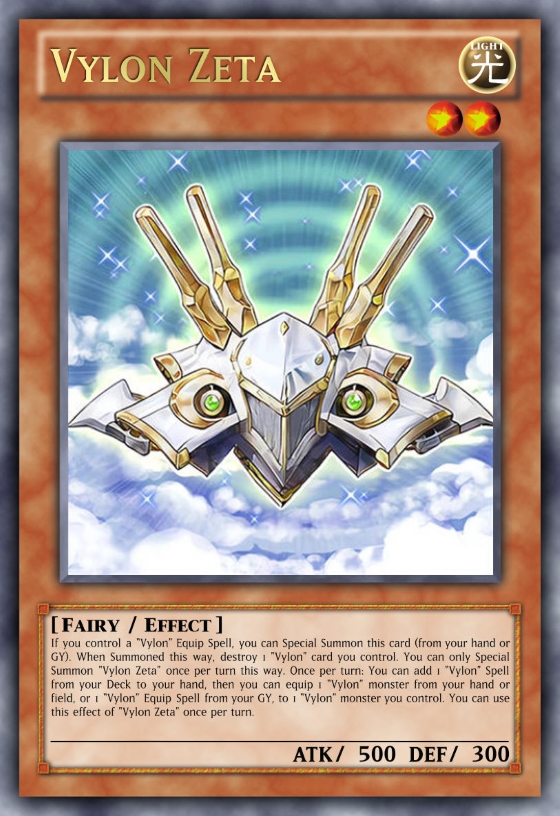 Vylon Zeta
LIGHT
光
[ Fairy / Effect ]
If you control a "Vylon" Equip Spell, you can Special Summon this card (from your hand or
GY). When Summoned this way, destroy 1 "Vylon" card you control. You can only Special
Summon "Vylon Zeta" once per turn this way. Once per turn: You can add 1 "Vylon" Spell
from your Deck to your hand, then you can equip 1 "Vylon" monster from your hand or
field, or 1 "Vylon" Equip Spell from your GY, to 1 "Vylon" monster you control. You can use
this effect of "Vylon Zeta" once per turn.
ATK/ 500 DEF/ 300